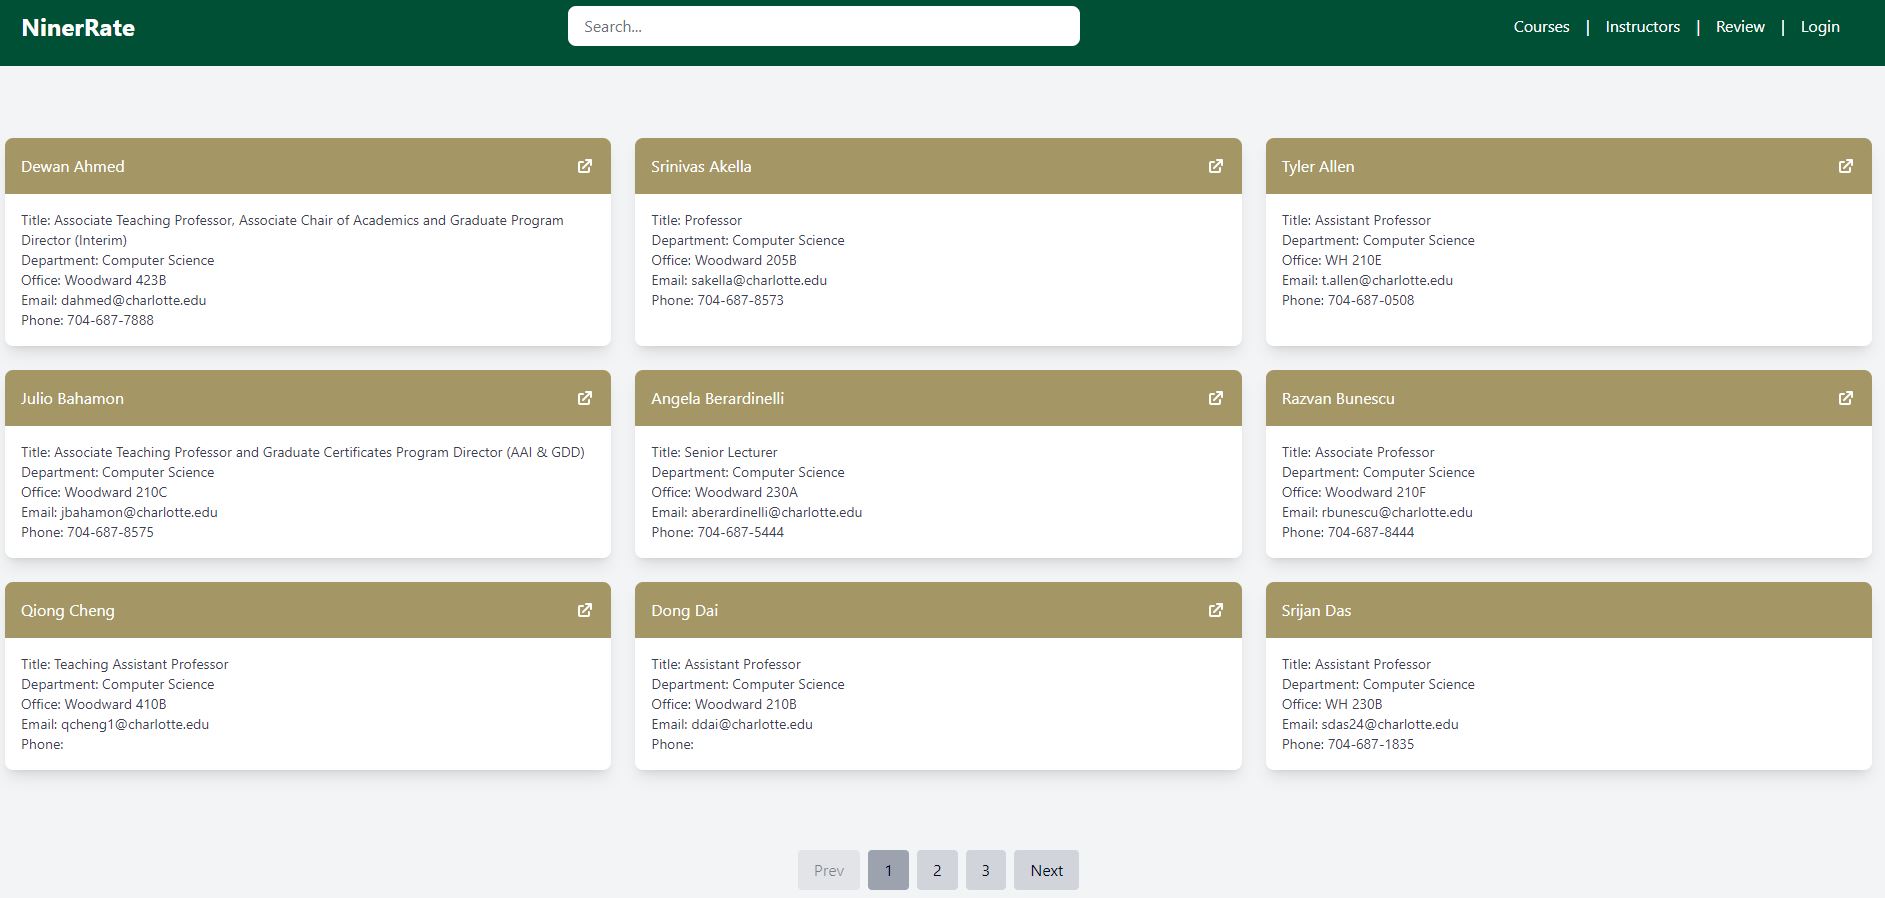 NinerRate
Search...
Courses | Instructors | Review | Login
Dewan Ahmed
Title: Associate Teaching Professor, Associate Chair of Academics and Graduate Program
Director (Interim)
Department: Computer Science
Office: Woodward 423B
Email: dahmed@charlotte.edu
Phone: 704-687-7888
Srinivas Akella
Title: Professor
Department: Computer Science
Office: Woodward 205B
Email: sakella@charlotte.edu
Phone: 704-687-8573
Tyler Allen
Title: Assistant Professor
Department: Computer Science
Office: WH 210E
Email: t.allen@charlotte.edu
Phone: 704-687-0508
Julio Bahamon
Title: Associate Teaching Professor and Graduate Certificates Program Director (AAI & GDD)
Department: Computer Science
Office: Woodward 210C
Email: jbahamon@charlotte.edu
Phone: 704-687-8575
Angela Berardinelli
Title: Senior Lecturer
Department: Computer Science
Office: Woodward 230A
Email: aberardinelli@charlotte.edu
Phone: 704-687-5444
Razvan Bunescu
Title: Associate Professor
Department: Computer Science
Office: Woodward 210F
Email: rbunescu@charlotte.edu
Phone: 704-687-8444
Qiong Cheng
Title: Teaching Assistant Professor
Department: Computer Science
Office: Woodward 410B
Email: qcheng1@charlotte.edu
Phone:
Dong Dai
Title: Assistant Professor
Department: Computer Science
Office: Woodward 210B
Email: ddai@charlotte.edu
Phone:
Srijan Das
Title: Assistant Professor
Department: Computer Science
Office: WH 230B
Email: sdas24@charlotte.edu
Phone: 704-687-1835
Prev 1 2 3 Next